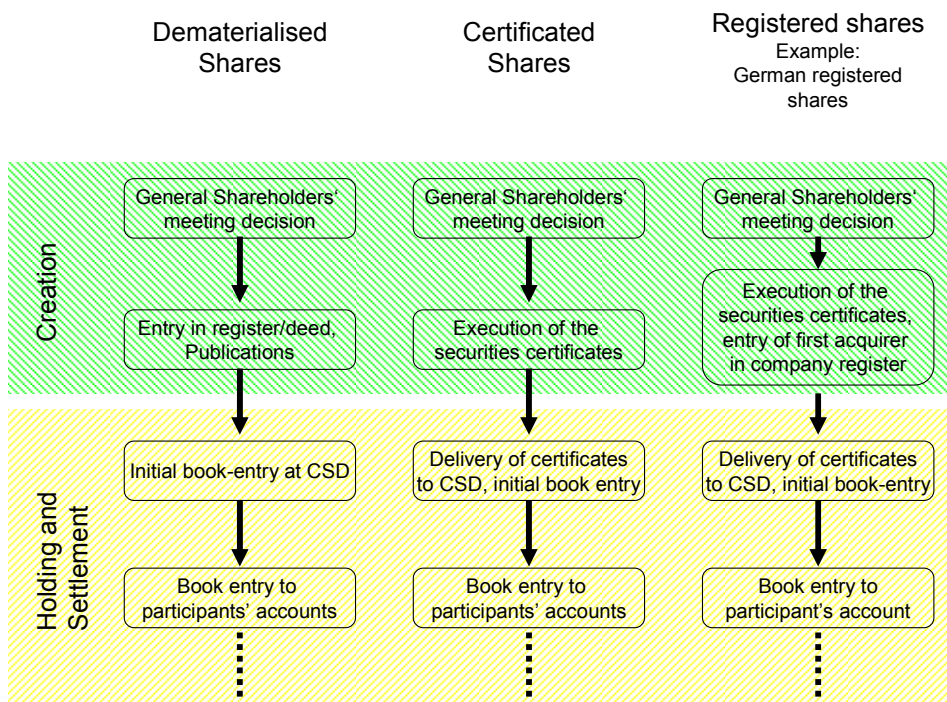 Dematerialised
Shares
Certificated
Shares
Registered shares
Example:
German registered
shares
Creation
General Shareholders‘
meeting decision
General Shareholders‘
meeting decision
General Shareholders‘
meeting decision
Entry in register/deed,
Publications
Execution of the
securities certificates
Execution of the
securities certificates,
entry of first acquirer
in company register
Holding and
Settlement
Initial book-entry at CSD
Delivery of certificates
to CSD, initial book entry
Delivery of certificates
to CSD, initial book-entry
Book entry to
participants’ accounts
Book entry to
participants’ accounts
Book entry to
participant’s account